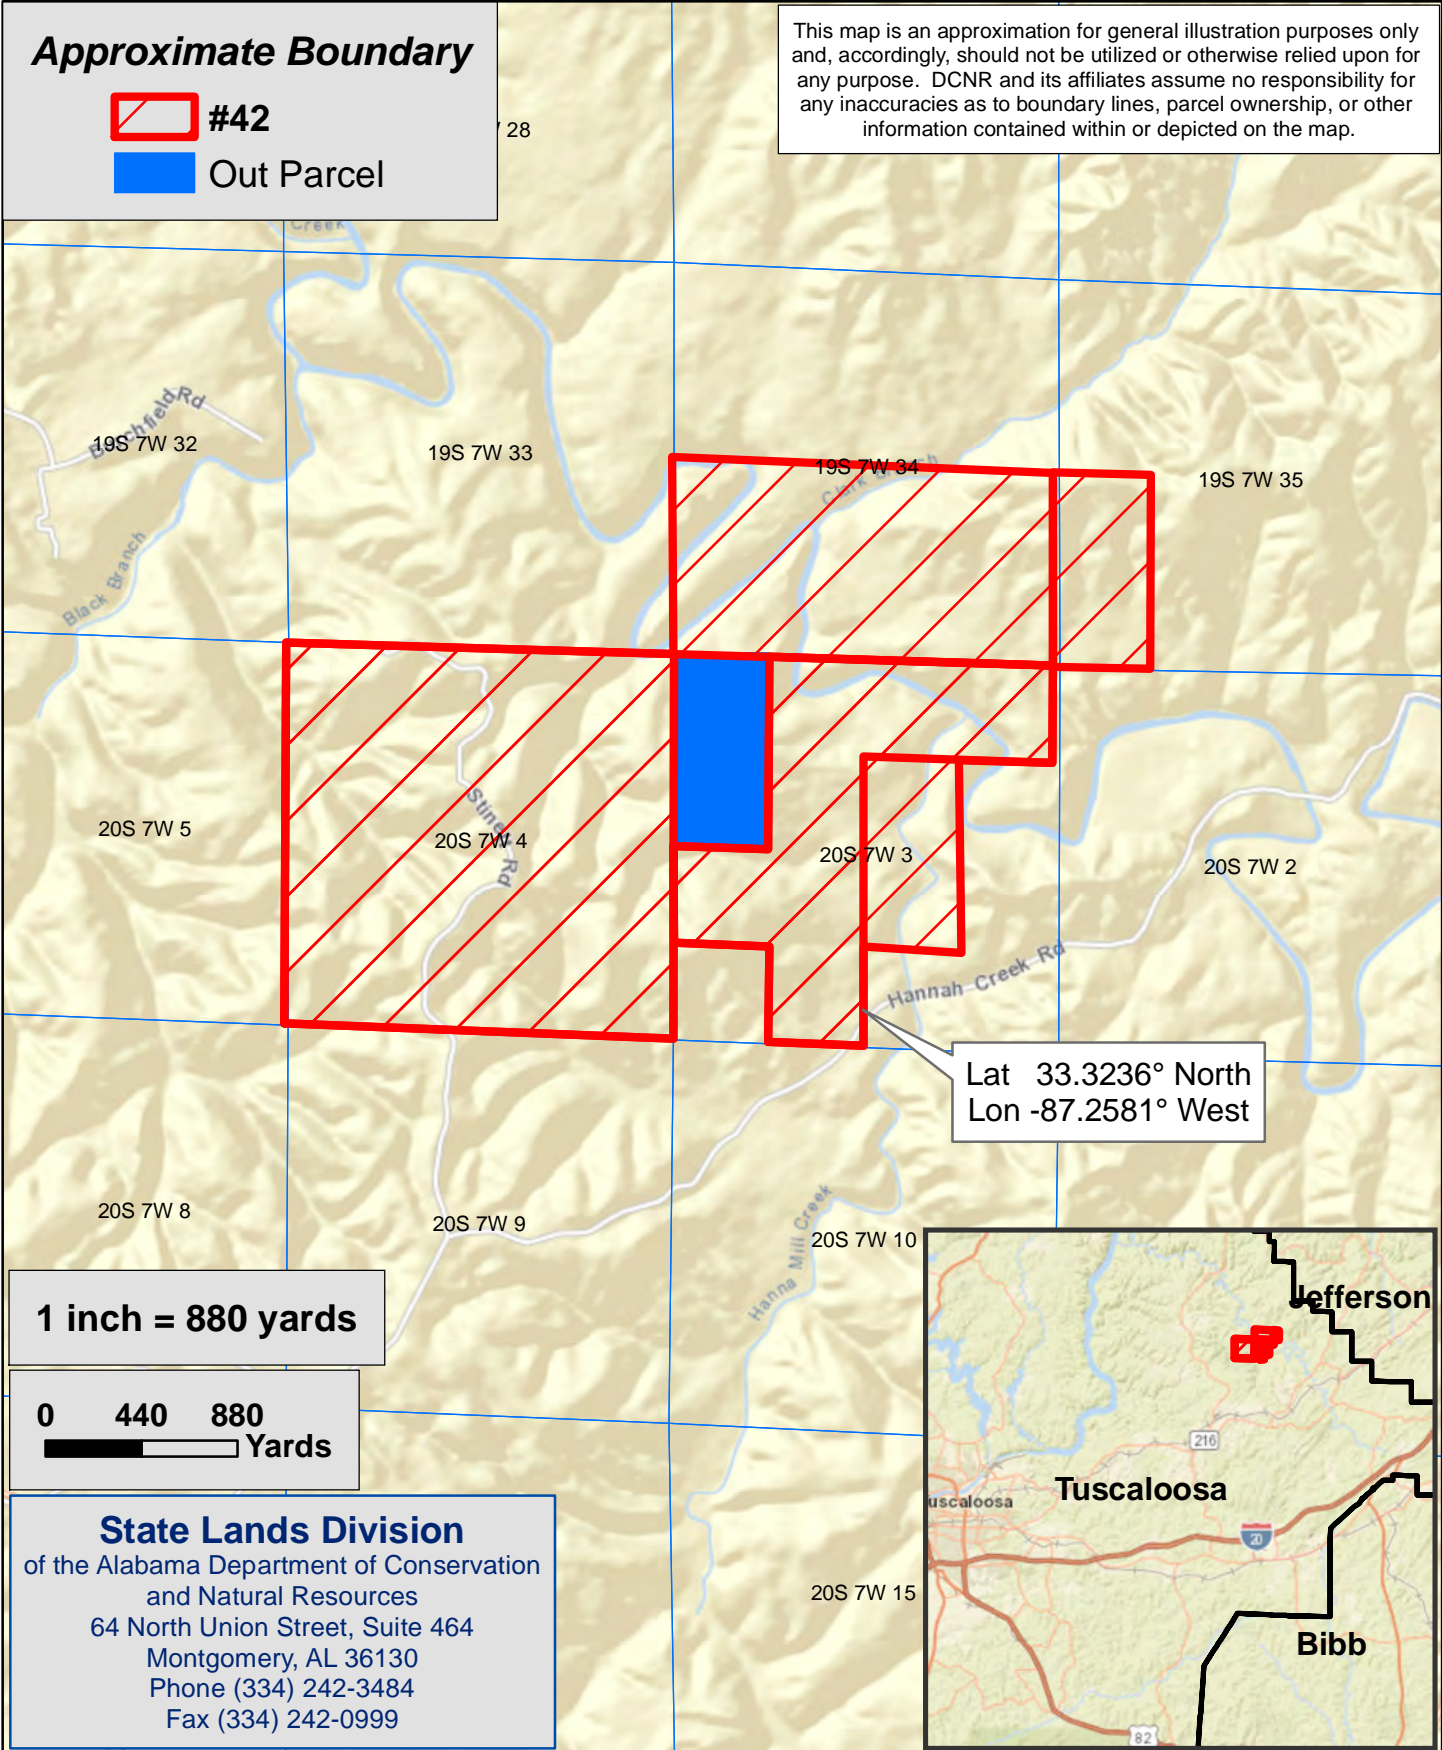 Approximate Boundary
#42
Out Parcel
This map is an approximation for general illustration purposes only
and, accordingly, should not be utilized or otherwise relied upon for
any purpose. DCNR and its affiliates assume no responsibility for
any inaccuracies as to boundary lines, parcel ownership, or other
information contained within or depicted on the map.
28
Creek
19S 7W 32
19S 7W 33
19S 7W 34
Clark Branch
19S 7W 35
Black Branch
20S 7W 5
Rd
20S 7W 4
20S 7W 3
20S 7W 2
Hannah Creek Rd
Lat 33.3236° North
Lon -87.2581° West
20S 7W 8
20S 7W 9
Hanna Mill Creek
20S 7W 10
20S 7W 15
1 inch = 880 yards
0 440 880
Yards
State Lands Division
of the Alabama Department of Conservation
and Natural Resources
64 North Union Street, Suite 464
Montgomery, AL 36130
Phone (334) 242-3484
Fax (334) 242-0999
Jefferson
216
Tuscaloosa
uscaloosa
20
Bibb
82